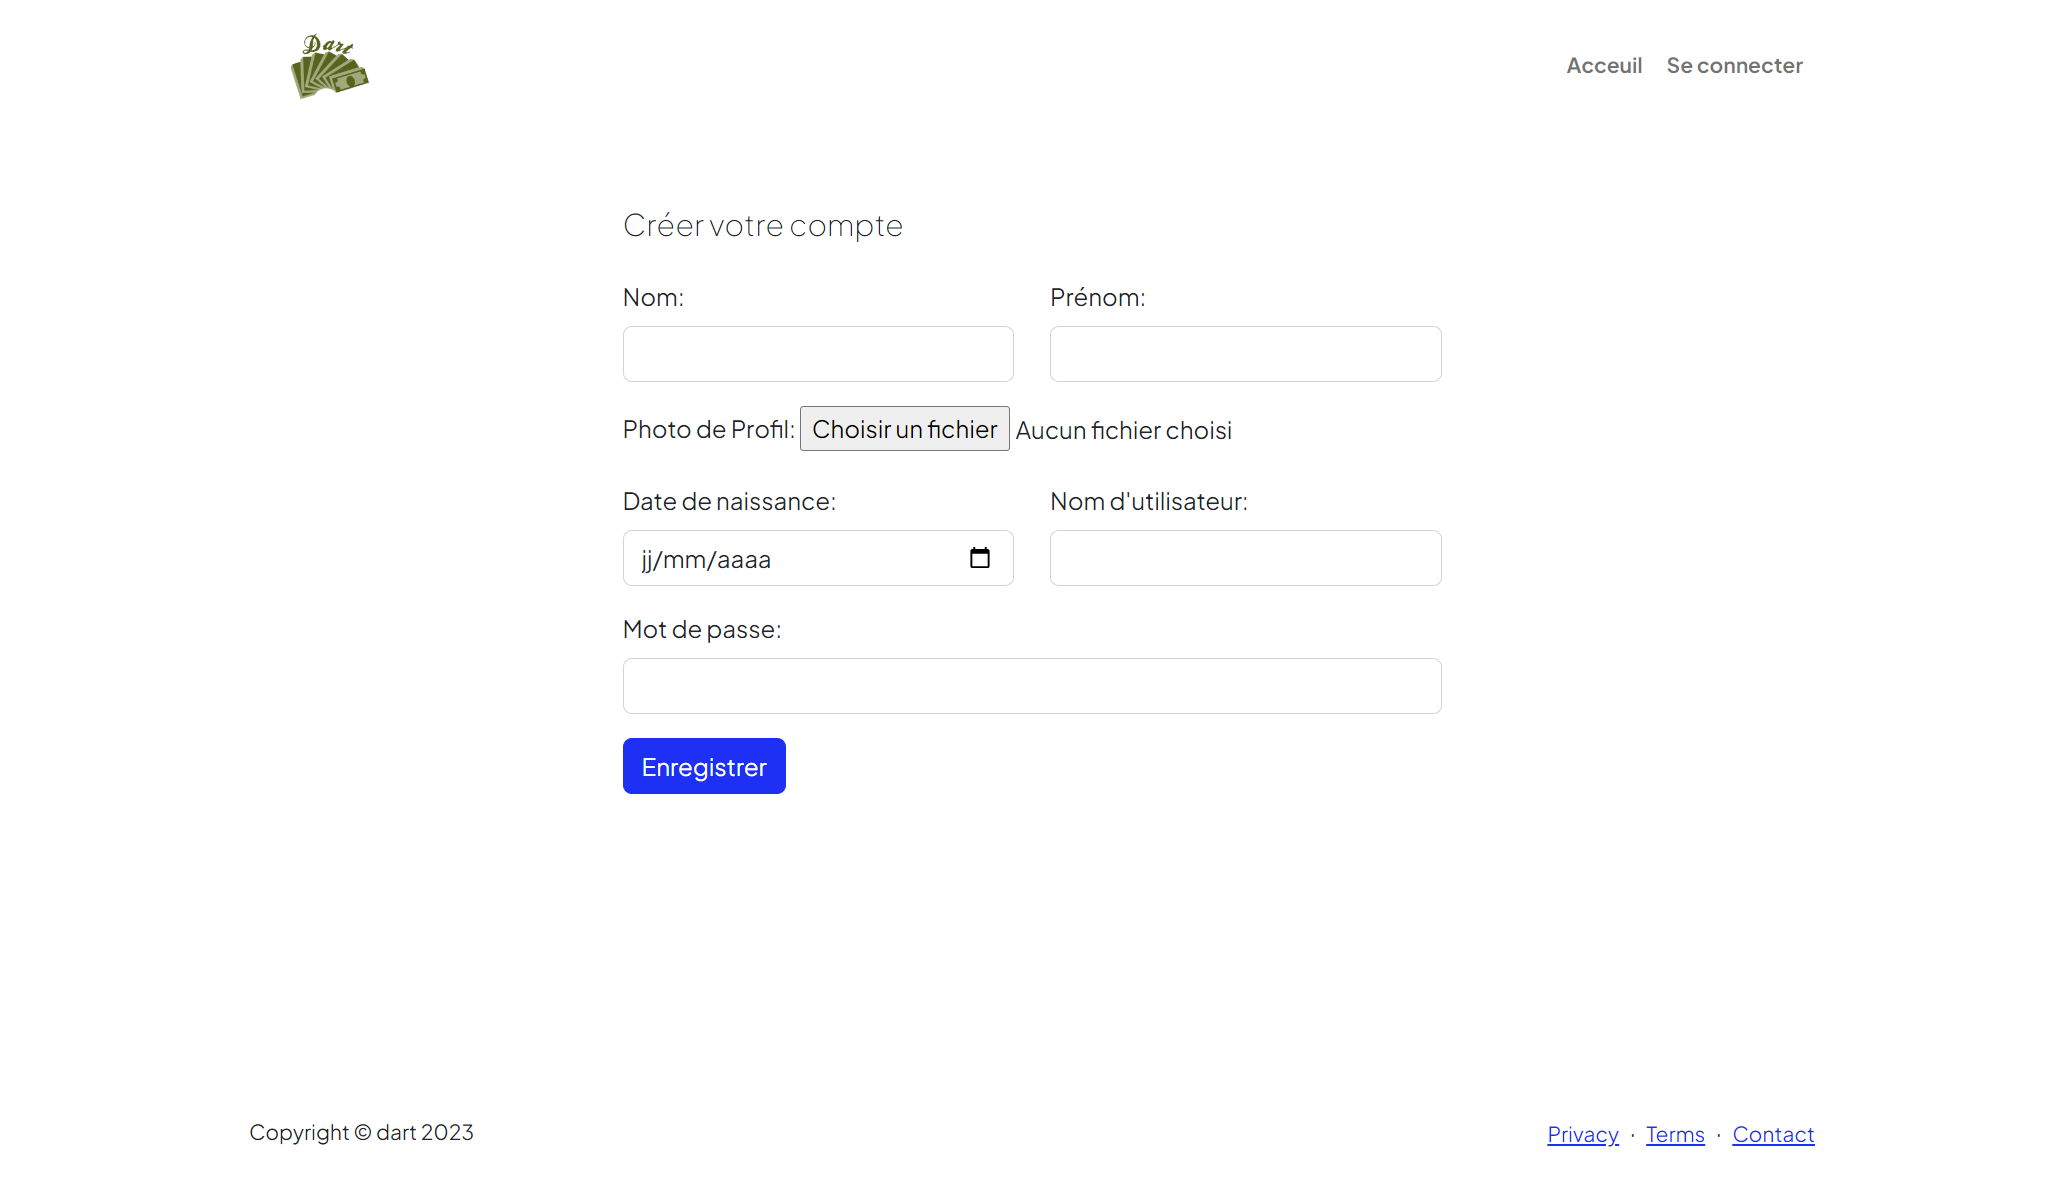 Dart
Acceuil Se connecter
Créer votre compte
Nom: Prénom:
Photo de Profil: Choisir un fichier Aucun fichier choisi
Date de naissance: Nom d'utilisateur:
jj/mm/aaaa
Mot de passe:
Enregistrer
Copyright © dart 2023
Privacy · Terms · Contact